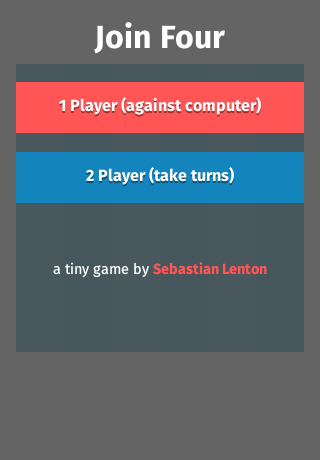 Join Four
1 Player (against computer)
2 Player (take turns)
a tiny game by Sebastian Lenton